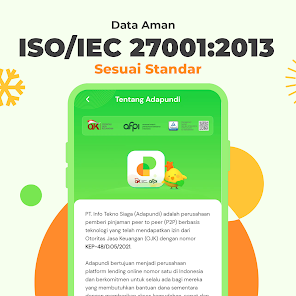 Data Aman
ISO/IEC 27001:2013
Sesuai Standar
Tentang Adapundi
afpi
PT. Info Tekno Siaga (Adapundi) adalah perusahaan
pemberi pinjaman peer to peer (P2P) berbasis
teknologi yang telah mendapatkan izin dari
Otoritas Jasa Keuangan (OJK) dengan nomor
KEP-48/D.05/2021.
Adapundi bertujuan menjadi perusahaan
platform lending online nomor satu di Indonesia
dan berkomitmen untuk selalu ada bagi mereka
yang membutuhkan bantuan dana sementara